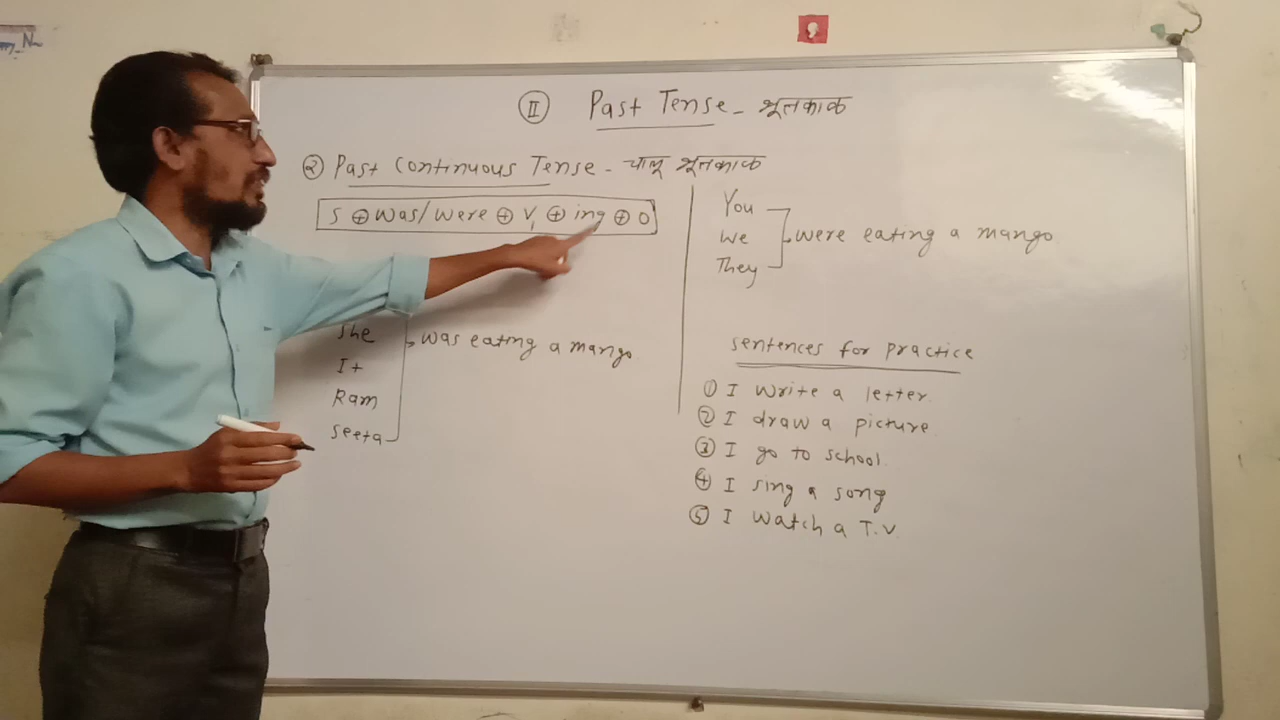 II Past Tense - भूतकाळ
② Past Continuous Tense - चालू भूतकाळ
S ⊕ was/were ⊕ V₁ ⊕ ing ⊕ O
She
It
Ram
Seeta
was eating a mango
You
We
They
were eating a mango
Sentences for practice
① I write a letter.
② I draw a picture.
③ I go to school.
④ I sing a song
⑤ I watch a T.V.